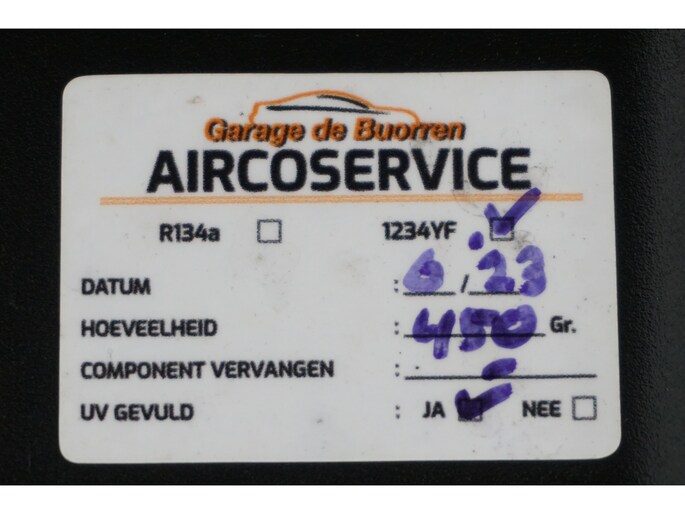 Garage de Buorren
AIRCOSERVICE
R134a ☐ 1234YF ☑
DATUM : 6 / 23
HOEVEELHEID : 450 Gr.
COMPONENT VERVANGEN : -
UV GEVULD : JA ☑ NEE ☐